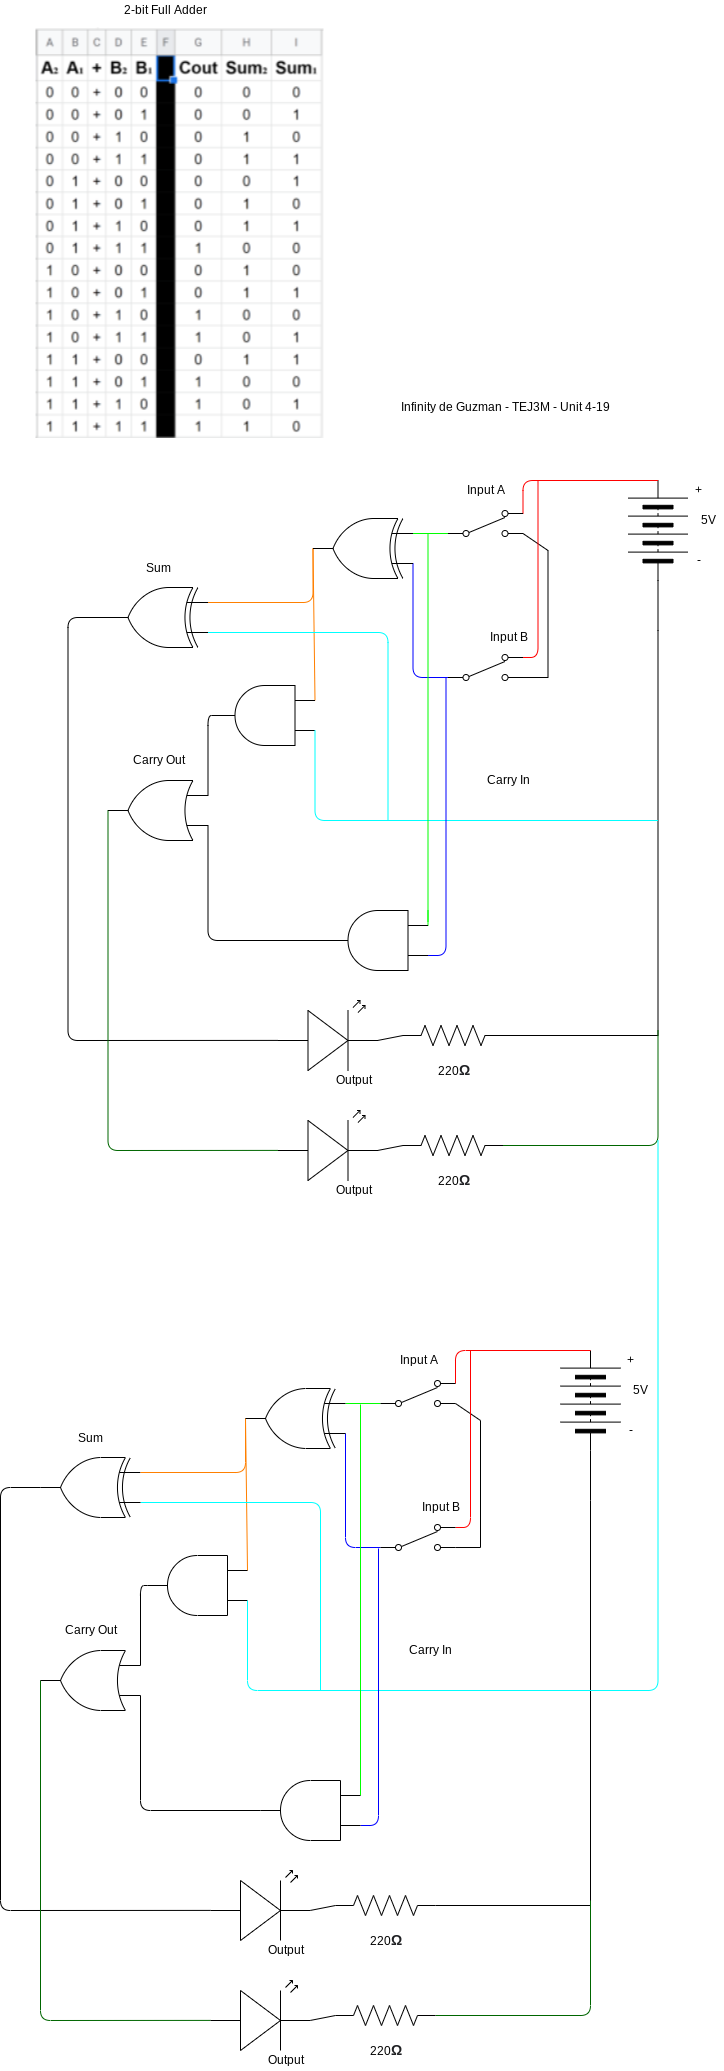 2-bit Full Adder
A B C D E F G H I
A₂ A₁ + B₂ B₁ Cout Sum₂ Sum₁
0 0 + 0 0 0 0 0
0 0 + 0 1 0 0 1
0 0 + 1 0 0 1 0
0 0 + 1 1 0 1 1
0 1 + 0 0 0 0 1
0 1 + 0 1 0 1 0
0 1 + 1 0 0 1 1
0 1 + 1 1 1 0 0
1 0 + 0 0 0 1 0
1 0 + 0 1 0 1 1
1 0 + 1 0 1 0 0
1 0 + 1 1 1 0 1
1 1 + 0 0 0 1 1
1 1 + 0 1 1 0 0
1 1 + 1 0 1 0 1
1 1 + 1 1 1 1 0
Infinity de Guzman - TEJ3M - Unit 4-19
Input A
+
5V
-
Sum
Input B
Carry Out
Carry In
Output
220Ω
Output
220Ω
Input A
+
5V
-
Sum
Input B
Carry Out
Carry In
Output
220Ω
Output
220Ω